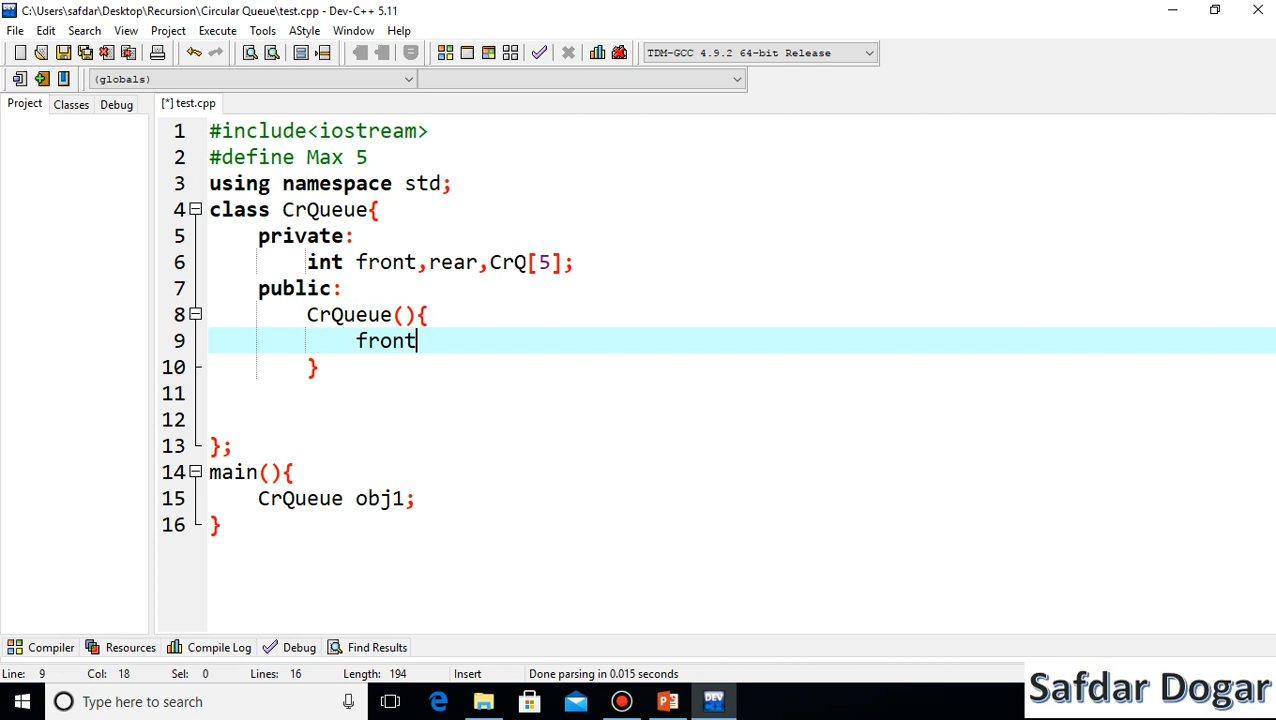 C:\Users\safdar\Desktop\Recursion\Circular Queue\test.cpp - Dev-C++ 5.11
File Edit Search View Project Execute Tools AStyle Window Help
TDM-GCC 4.9.2 64-bit Release
(globals)
Project Classes Debug [*] test.cpp
1 #include<iostream>
2 #define Max 5
3 using namespace std;
4 class CrQueue{
5 private:
6 int front,rear,CrQ[5];
7 public:
8 CrQueue(){
9 front
10 }
11
12
13 };
14 main(){
15 CrQueue obj1;
16 }
Compiler Resources Compile Log Debug Find Results
Line: 9 Col: 18 Sel: 0 Lines: 16 Length: 194 Insert Done parsing in 0.015 seconds
Type here to search
Safdar Dogar